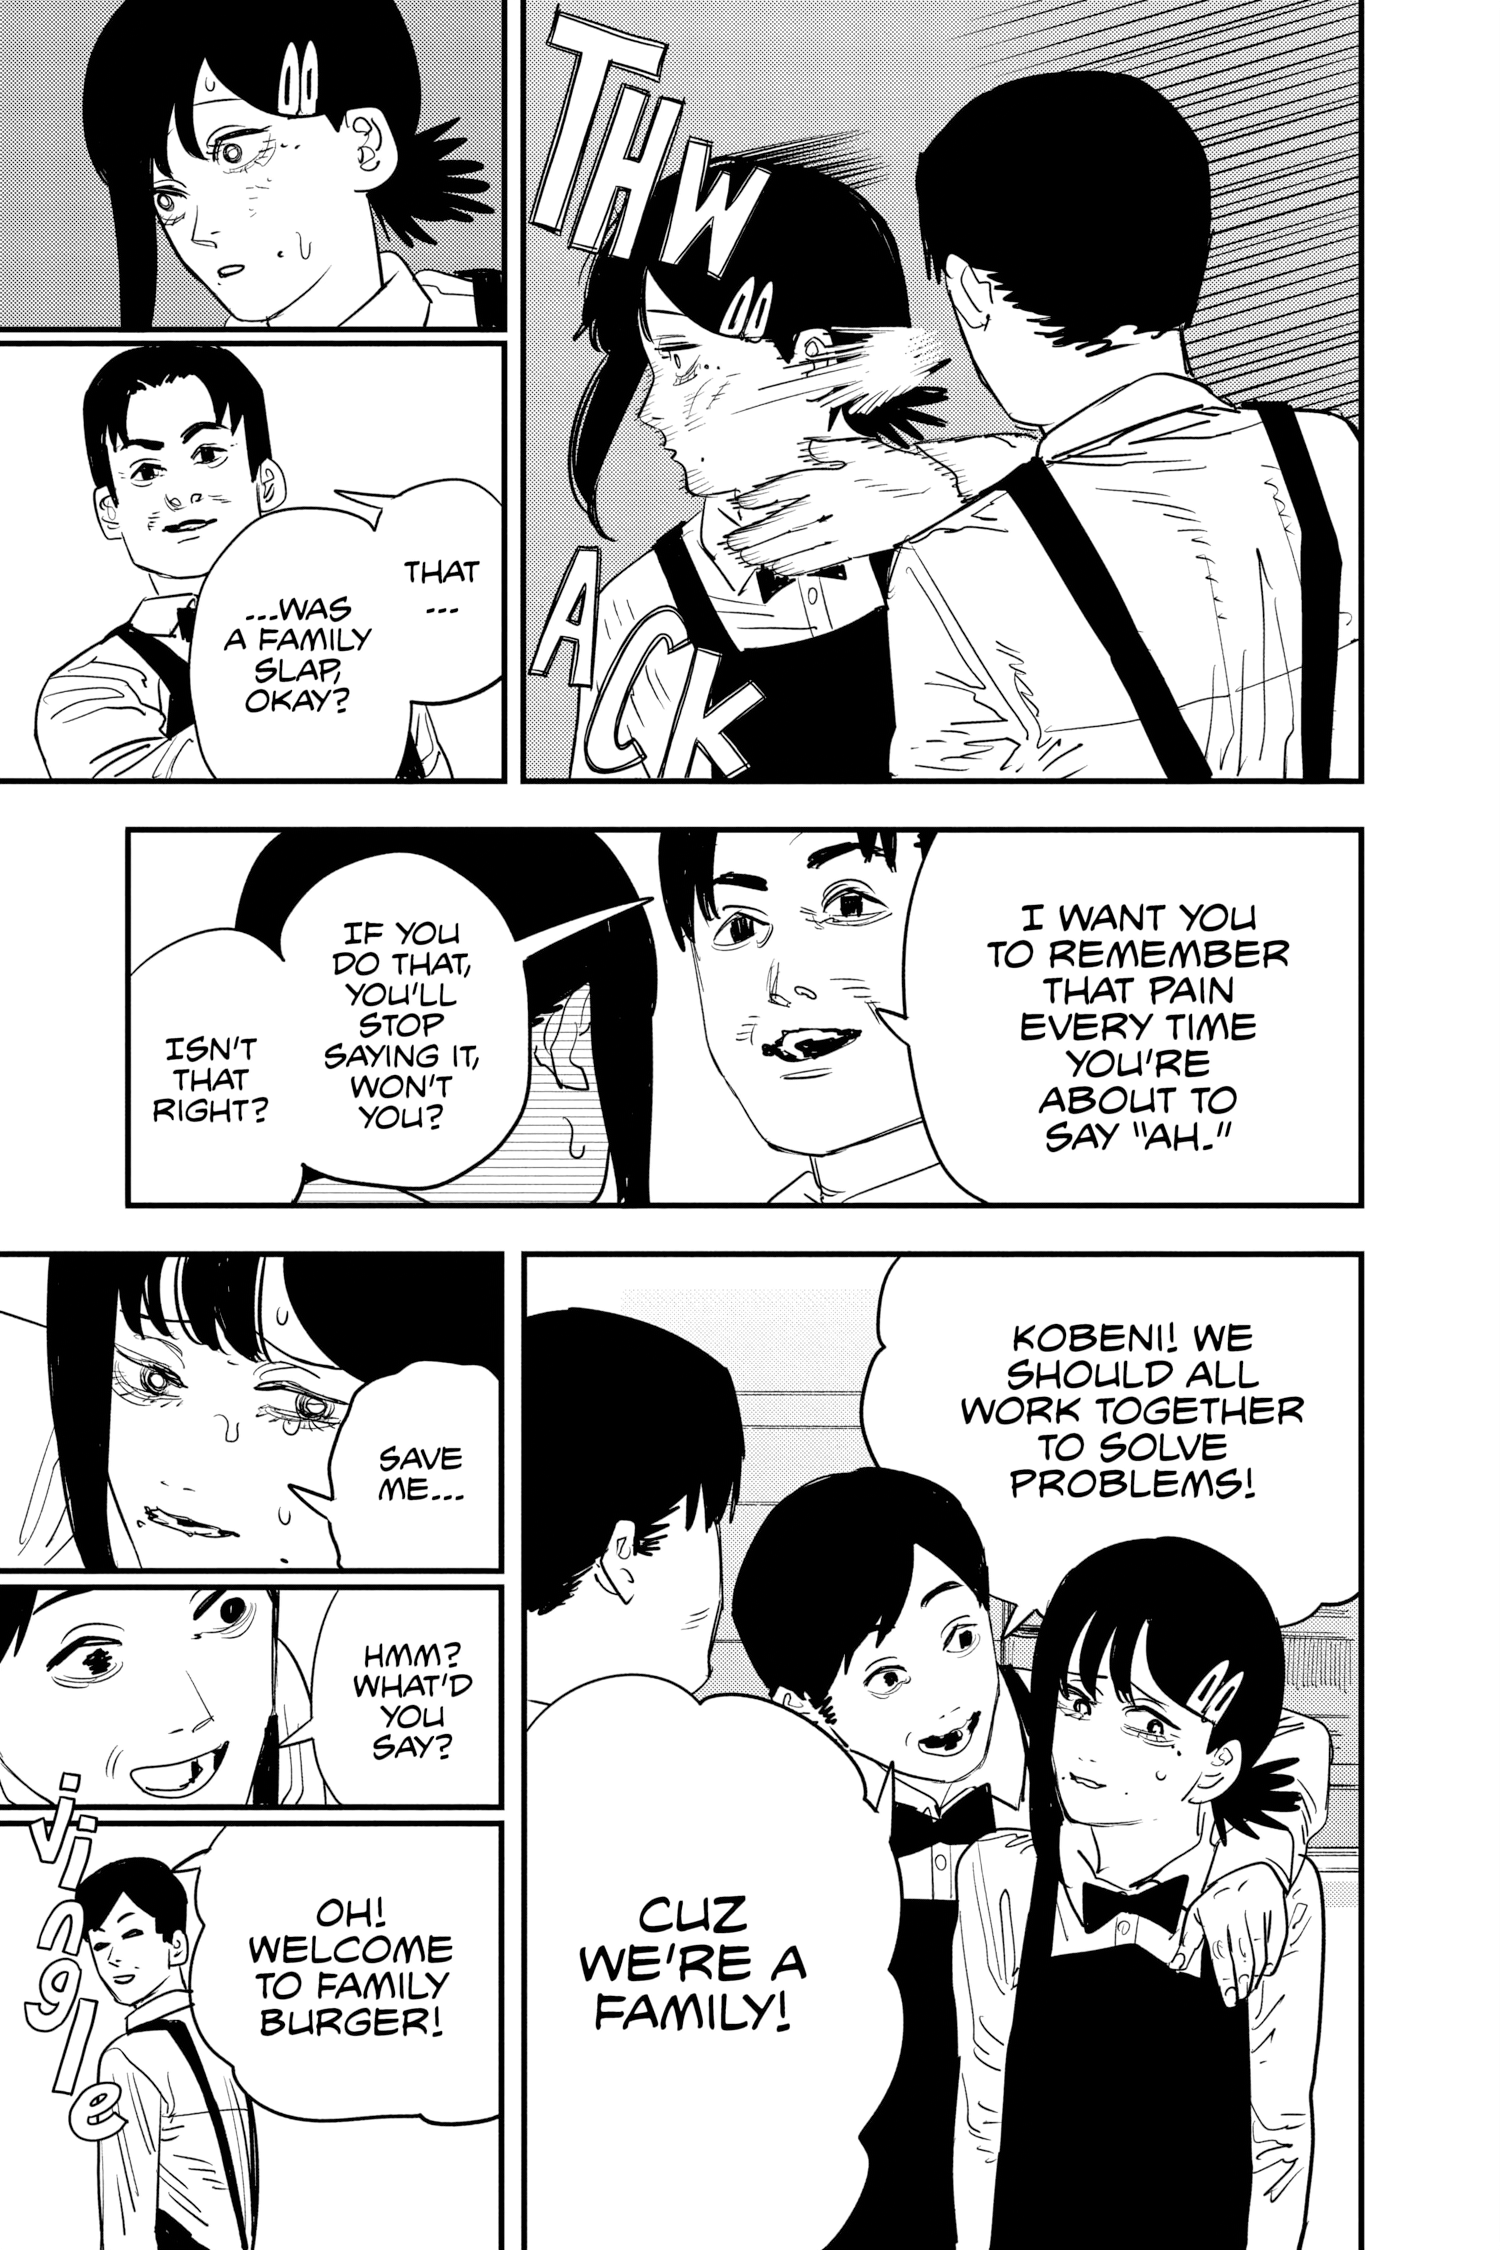 THWACK
THAT
...
...WAS
A FAMILY
SLAP,
OKAY?
I WANT YOU
TO REMEMBER
THAT PAIN
EVERY TIME
YOU'RE
ABOUT TO
SAY "AH."
IF YOU
DO THAT,
YOU'LL
STOP
SAYING IT,
WON'T
YOU?
ISN'T
THAT
RIGHT?
KOBENI! WE
SHOULD ALL
WORK TOGETHER
TO SOLVE
PROBLEMS!
CUZ
WE'RE A
FAMILY!
SAVE
ME...
HMM?
WHAT'D
YOU
SAY?
jingle
OH!
WELCOME
TO FAMILY
BURGER!